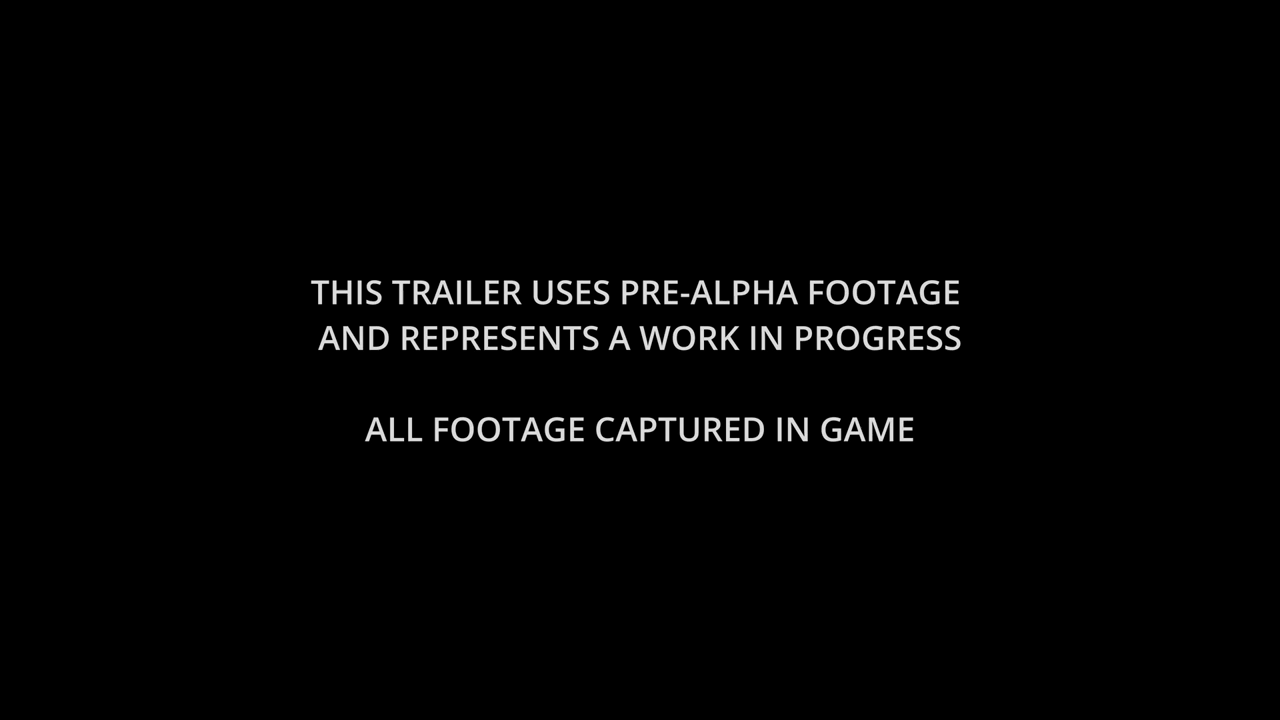 THIS TRAILER USES PRE-ALPHA FOOTAGE
AND REPRESENTS A WORK IN PROGRESS
ALL FOOTAGE CAPTURED IN GAME